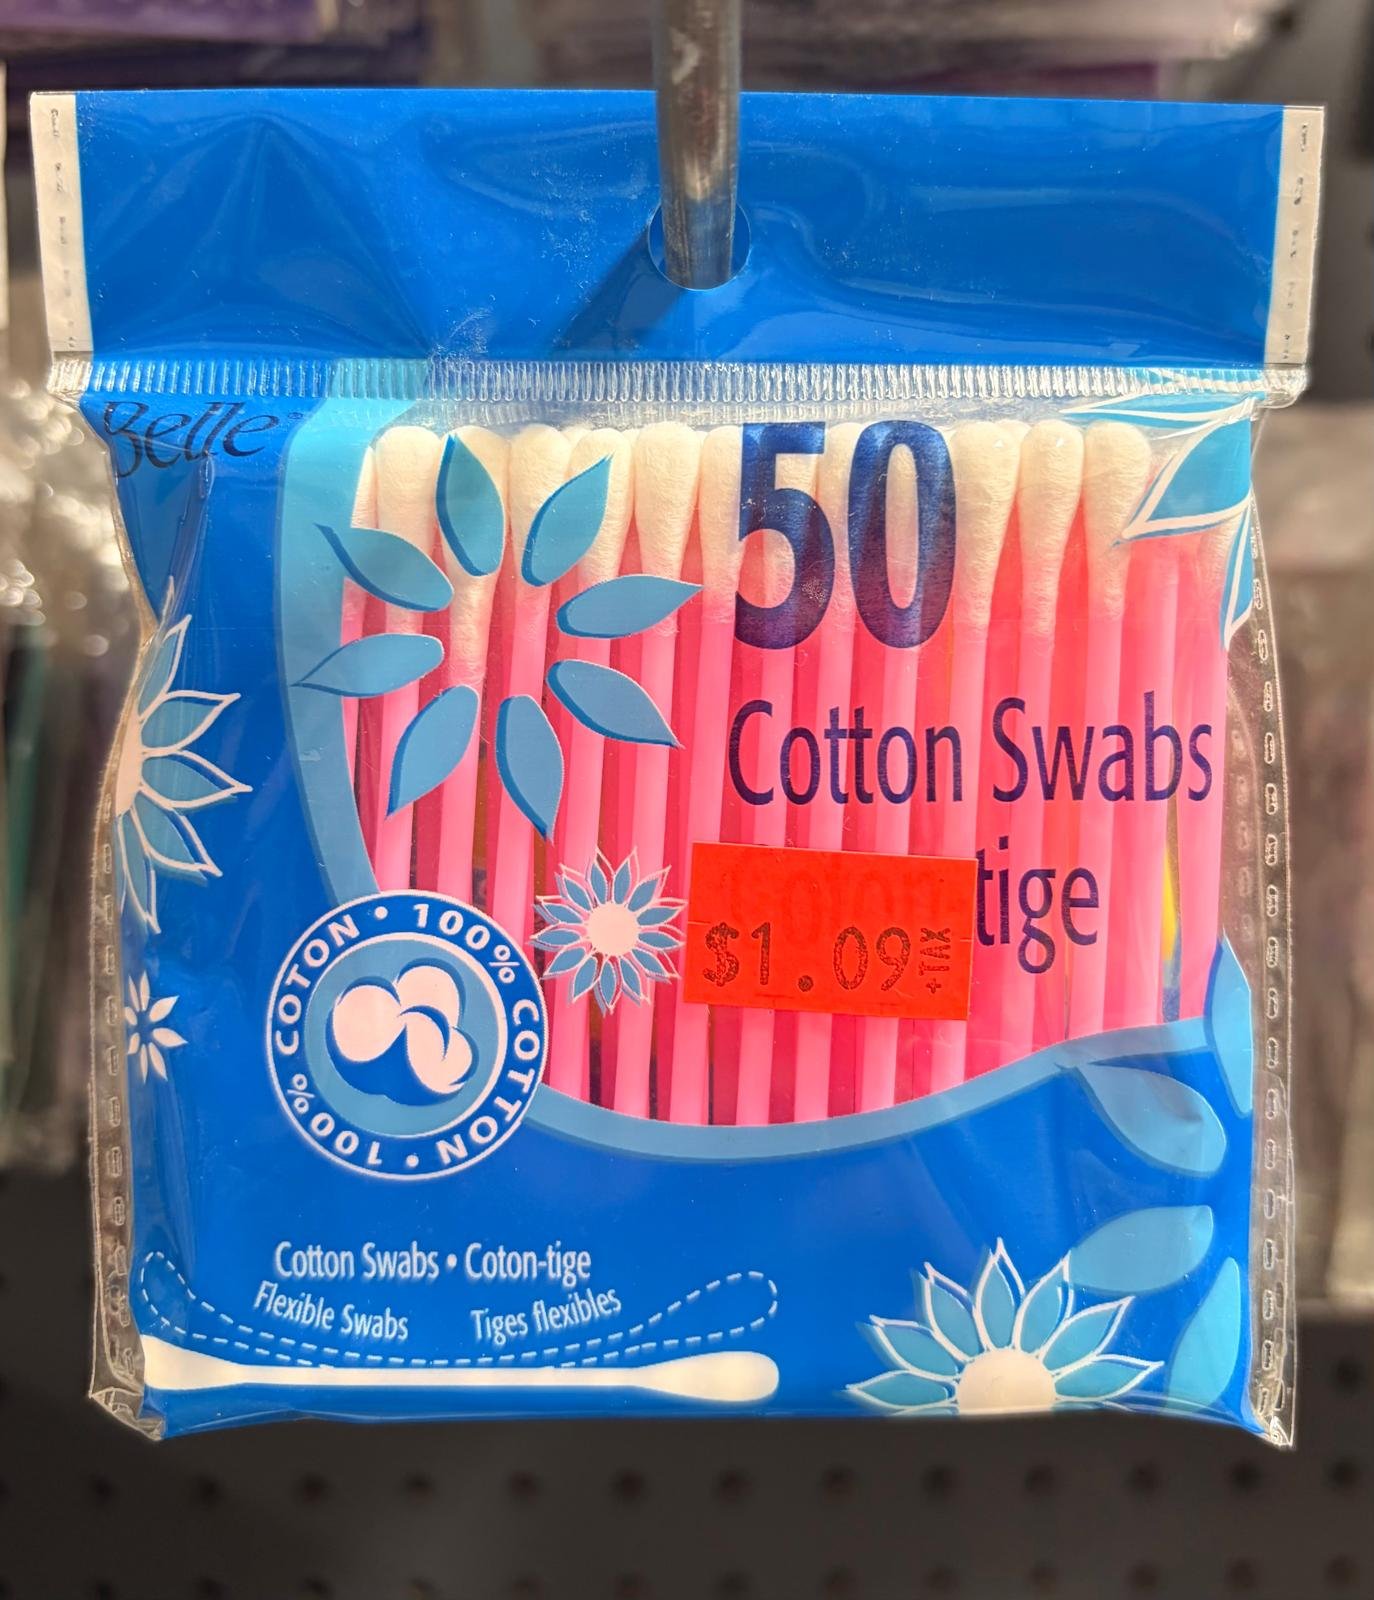 Belle
50
Cotton Swabs
Coton-tige
$1.09 +TAX
100% COTTON • 100% COTTON •
Cotton Swabs • Coton-tige
Flexible Swabs Tiges flexibles